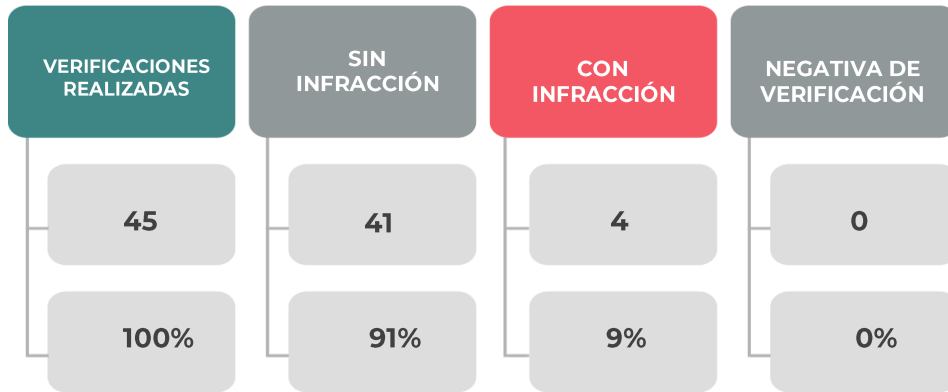 VERIFICACIONES
REALIZADAS
45
100%
SIN
INFRACCIÓN
41
91%
CON
INFRACCIÓN
4
9%
NEGATIVA DE
VERIFICACIÓN
0
0%